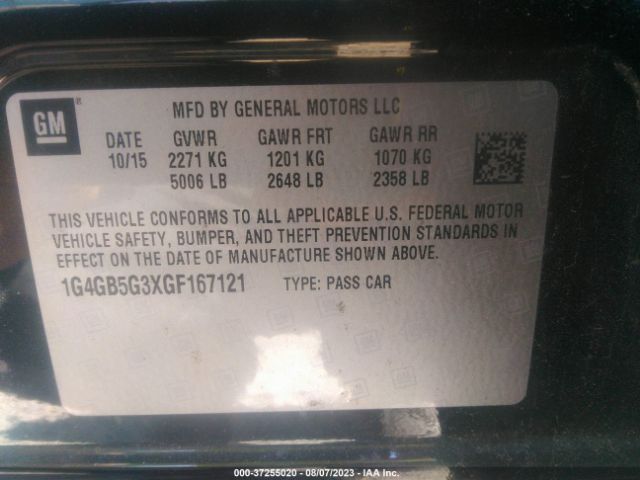 GM
MFD BY GENERAL MOTORS LLC
DATE GVWR GAWR FRT GAWR RR
10/15 2271 KG 1201 KG 1070 KG
5006 LB 2648 LB 2358 LB
THIS VEHICLE CONFORMS TO ALL APPLICABLE U.S. FEDERAL MOTOR
VEHICLE SAFETY, BUMPER, AND THEFT PREVENTION STANDARDS IN
EFFECT ON THE DATE OF MANUFACTURE SHOWN ABOVE.
1G4GB5G3XGF167121 TYPE: PASS CAR
000-37255020 - 08/07/2023 - IAA Inc.